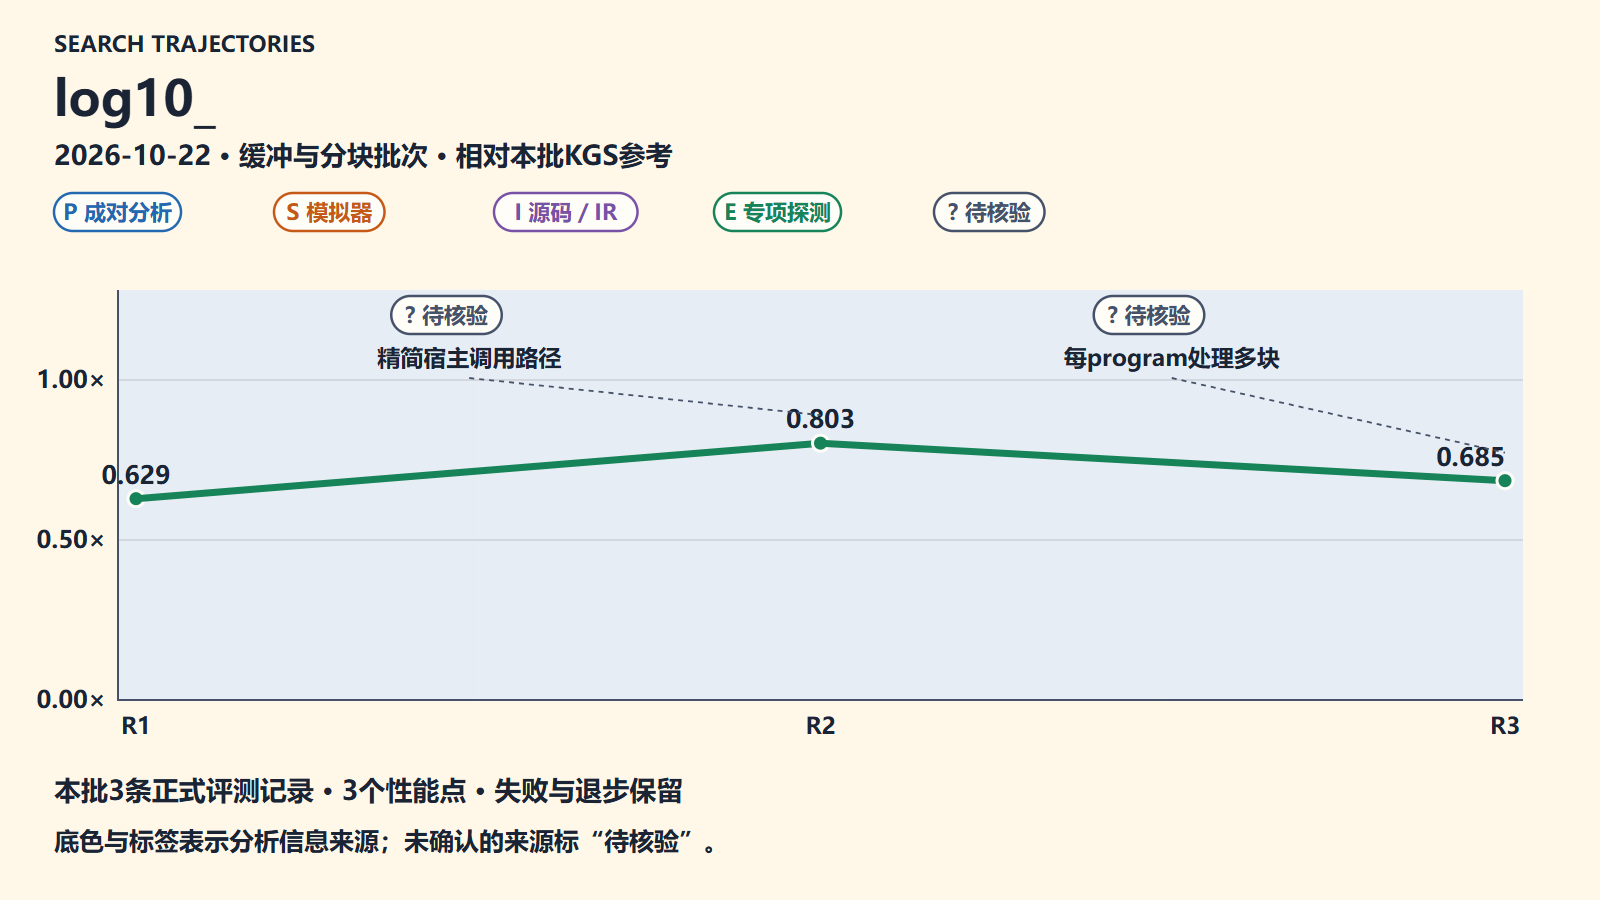 SEARCH TRAJECTORIES
log10_
2026-10-22 • 缓冲与分块批次 • 相对本批KGS参考
P 成对分析
S 模拟器
I 源码 / IR
E 专项探测
? 待核验
? 待核验
精简宿主调用路径
? 待核验
每program处理多块
1.00×
0.50×
0.00×
0.629
0.803
0.685
R1
R2
R3
本批3条正式评测记录 • 3个性能点 • 失败与退步保留
底色与标签表示分析信息来源；未确认的来源标“待核验”。